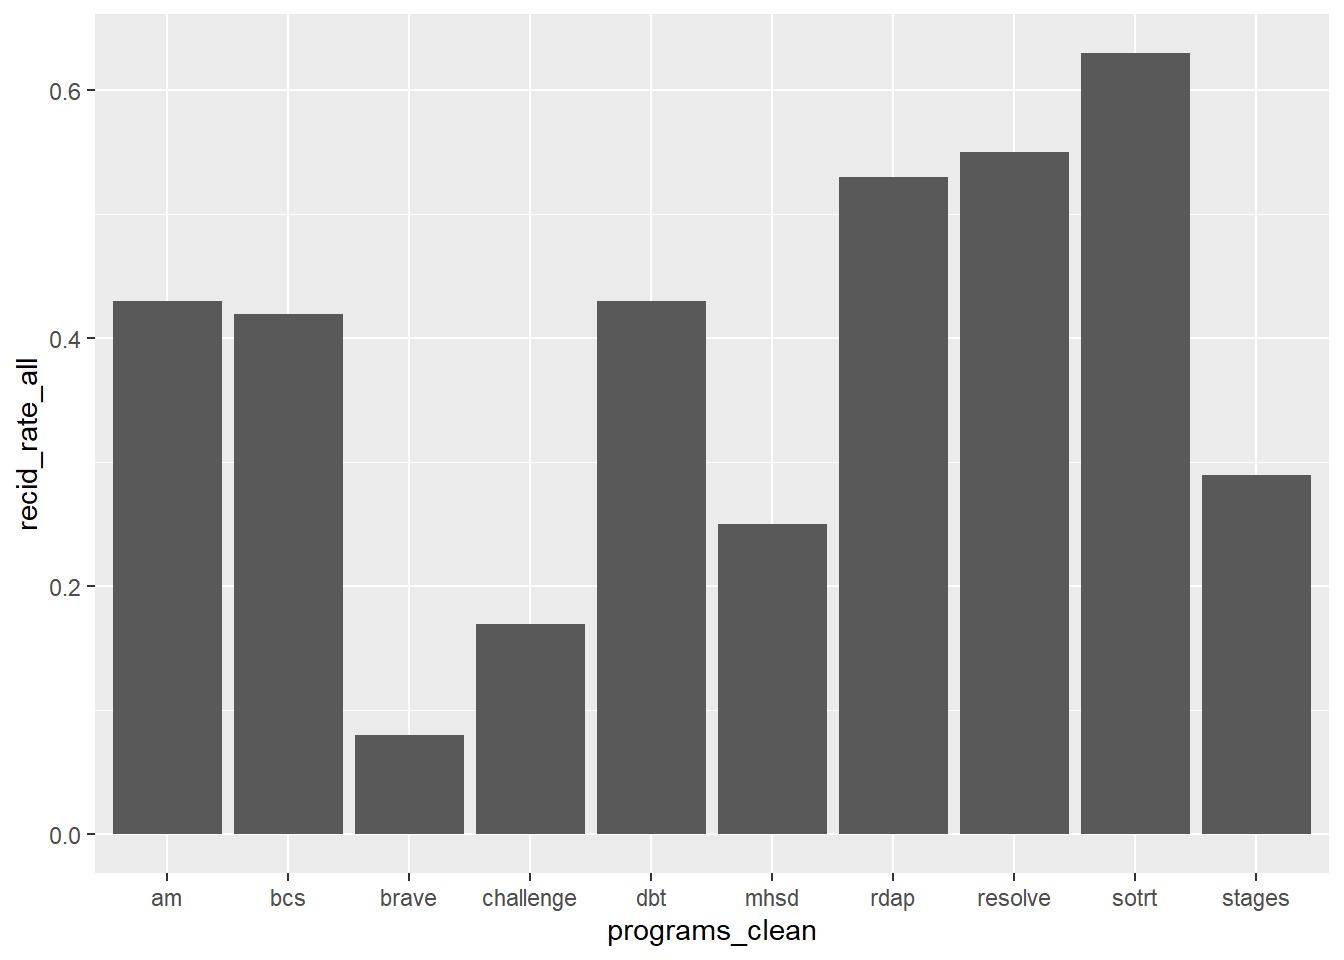 recid_rate_all
0.6
0.4
0.2
0.0
am bcs brave challenge dbt mhsd rdap resolve sotrt stages
programs_clean